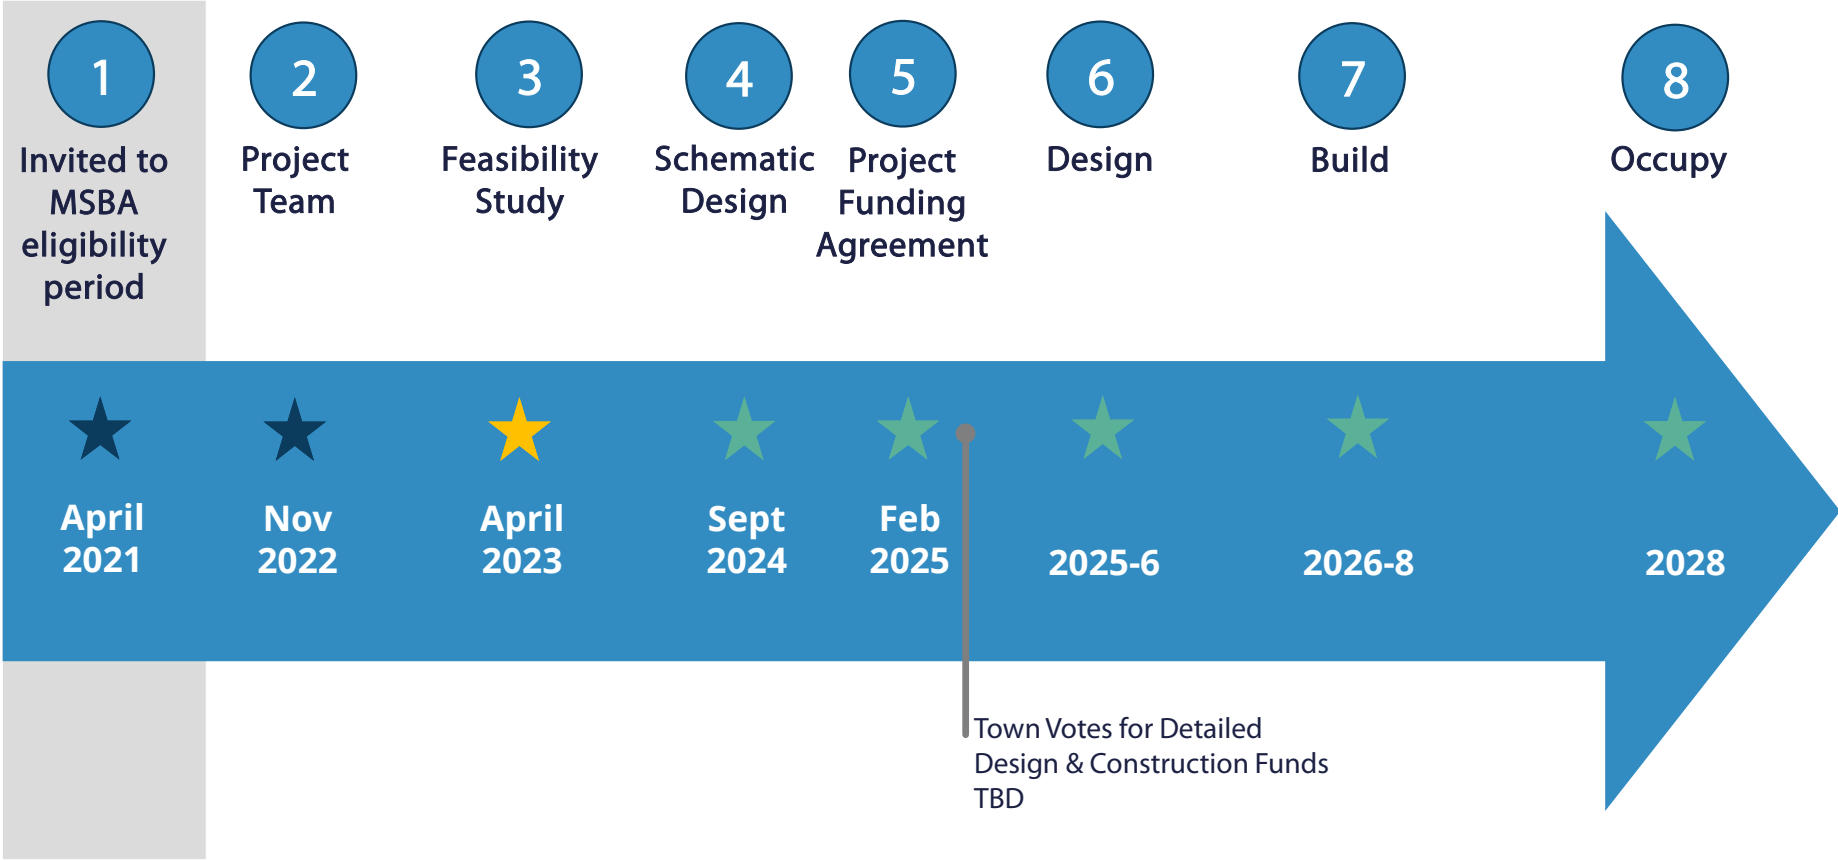 1
Invited to
MSBA
eligibility
period
2
Project
Team
3
Feasibility
Study
4
Schematic
Design
5
Project
Funding
Agreement
6
Design
7
Build
8
Occupy
April
2021
Nov
2022
April
2023
Sept
2024
Feb
2025
2025-6
2026-8
2028
Town Votes for Detailed
Design & Construction Funds
TBD